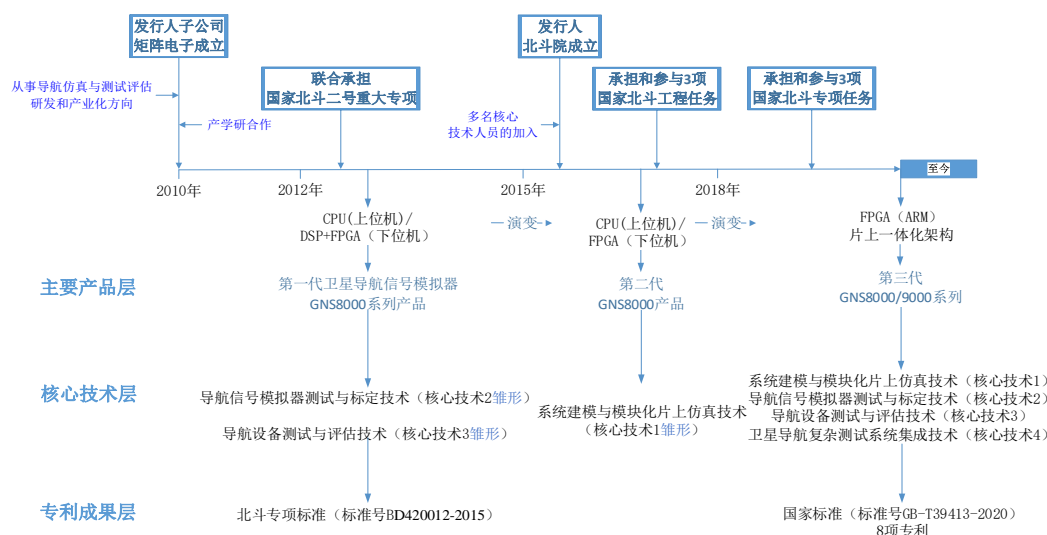 发行人子公司
矩阵电子成立
发行人
北斗院成立
从事导航仿真与测试评估
研发和产业化方向
联合承担
国家北斗二号重大专项
承担和参与3项
国家北斗工程任务
承担和参与3项
国家北斗专项任务
产学研合作
多名核心
技术人员的加入
至今
2010年
2012年
2015年
2018年
CPU(上位机)/
DSP+FPGA（下位机）
演变
CPU(上位机)/
FPGA（下位机）
演变
FPGA（ARM）
片上一体化架构
主要产品层
第一代卫星导航信号模拟器
GNS8000系列产品
第二代
GNS8000产品
第三代
GNS8000/9000系列
核心技术层
导航信号模拟器测试与标定技术（核心技术2雏形）
导航设备测试与评估技术（核心技术3雏形）
系统建模与模块化片上仿真技术
（核心技术1雏形）
系统建模与模块化片上仿真技术（核心技术1）
导航信号模拟器测试与标定技术（核心技术2）
导航设备测试与评估技术（核心技术3）
卫星导航复杂测试系统集成技术（核心技术4）
专利成果层
北斗专项标准（标准号BD420012-2015）
国家标准（标准号GB-T39413-2020）
8项专利